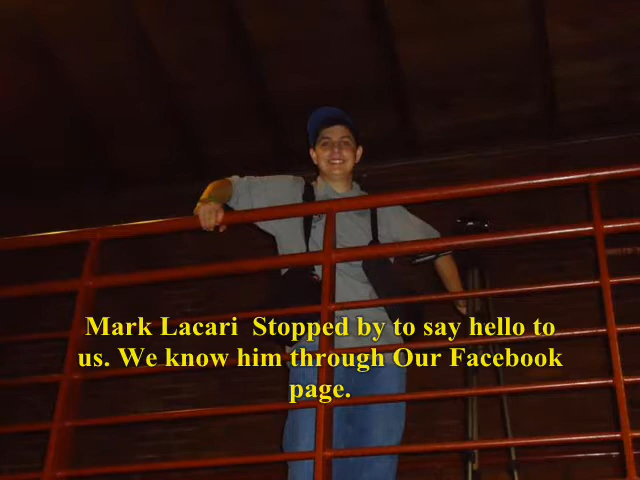 Mark Lacari  Stopped by to say hello to
us. We know him through Our Facebook
page.